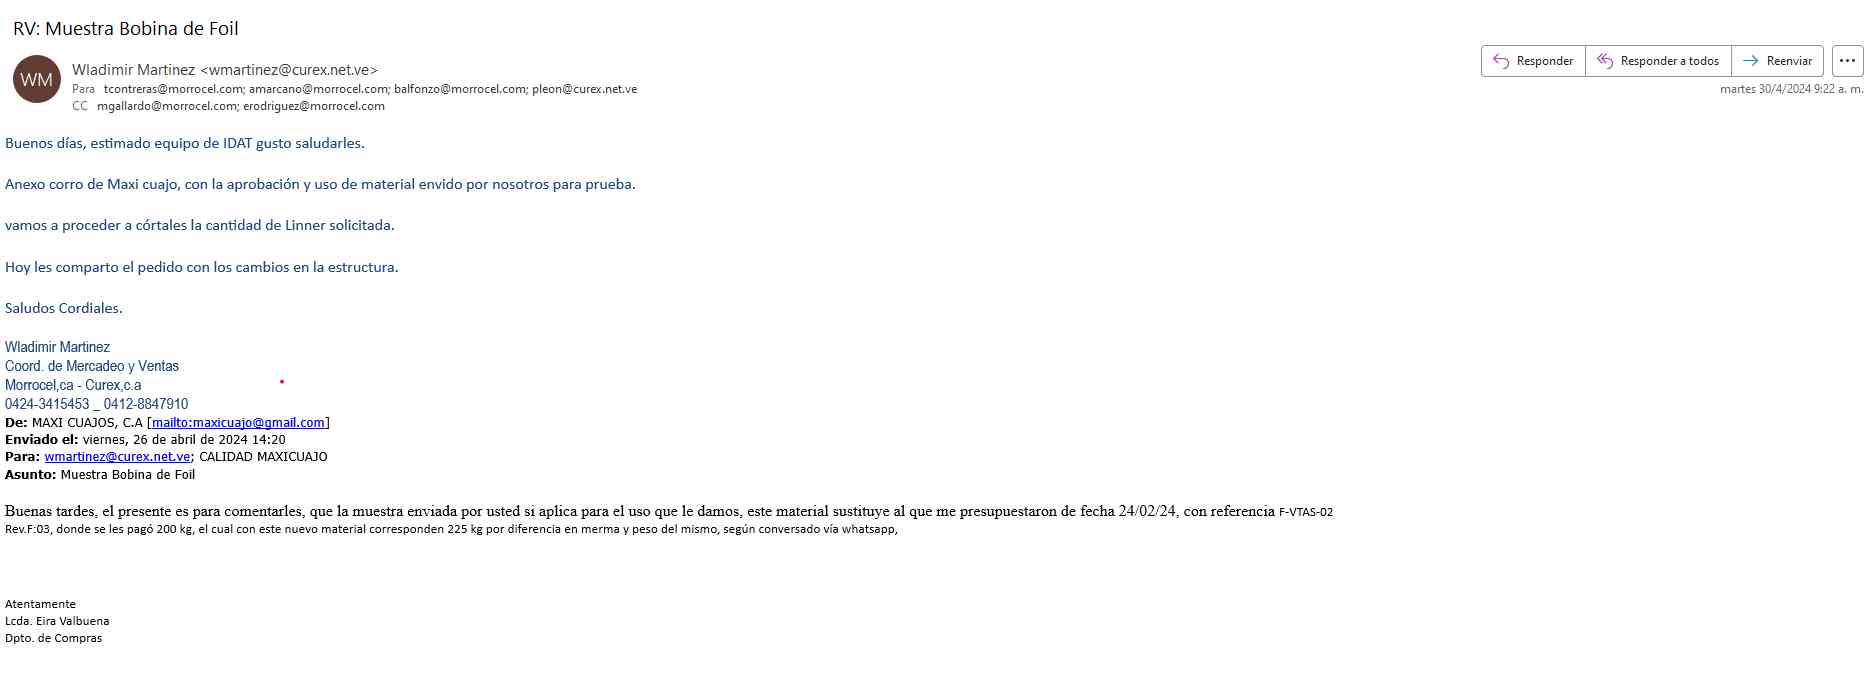 RV: Muestra Bobina de Foil
WM
Wladimir Martinez <wmartinez@curex.net.ve>
Para tcontreras@morrocel.com; amarcano@morrocel.com; balfonzo@morrocel.com; pleon@curex.net.ve
CC mgallardo@morrocel.com; erodriguez@morrocel.com
Responder Responder a todos Reenviar ...
martes 30/4/2024 9:22 a. m.
Buenos días, estimado equipo de IDAT gusto saludarles.
Anexo corro de Maxi cuajo, con la aprobación y uso de material envido por nosotros para prueba.
vamos a proceder a córtales la cantidad de Linner solicitada.
Hoy les comparto el pedido con los cambios en la estructura.
Saludos Cordiales.
Wladimir Martinez
Coord. de Mercadeo y Ventas
Morrocel,ca - Curex,c.a
0424-3415453 _ 0412-8847910
De: MAXI CUAJOS, C.A [mailto:maxicuajo@gmail.com]
Enviado el: viernes, 26 de abril de 2024 14:20
Para: wmartinez@curex.net.ve; CALIDAD MAXICUAJO
Asunto: Muestra Bobina de Foil
Buenas tardes, el presente es para comentarles, que la muestra enviada por usted si aplica para el uso que le damos, este material sustituye al que me presupuestaron de fecha 24/02/24, con referencia F-VTAS-02
Rev.F:03, donde se les pagó 200 kg, el cual con este nuevo material corresponden 225 kg por diferencia en merma y peso del mismo, según conversado vía whatsapp,
Atentamente
Lcda. Eira Valbuena
Dpto. de Compras